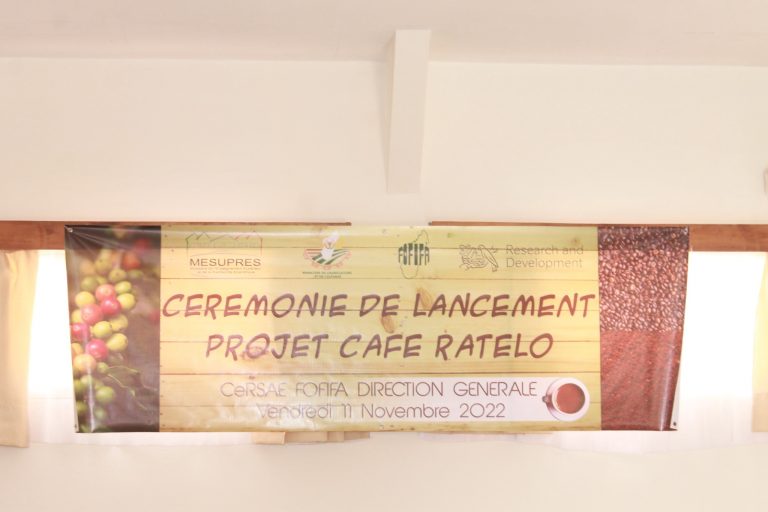 MESUPRES
FOFIFA
Research and
Development
CEREMONIE DE LANCEMENT
PROJET CAFE RATELO
CeRSAE FOFIFA DIRECTION GENERALE
Vendredi 11 Novembre 2022